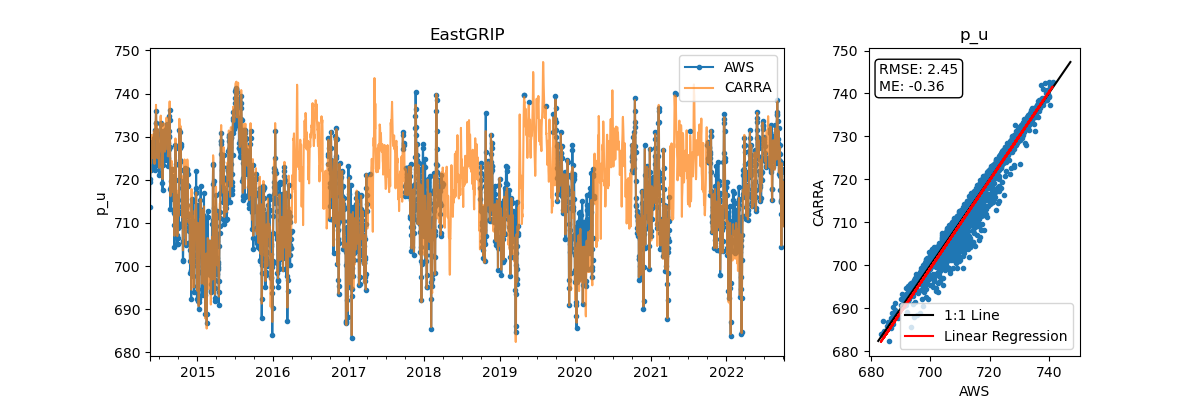 EastGRIP
p_u
750
740
730
720
710
700
690
680
2015
2016
2017
2018
2019
2020
2021
2022
AWS
CARRA
p_u
CARRA
750
740
730
720
710
700
690
680
RMSE: 2.45
ME: -0.36
1:1 Line
Linear Regression
680
700
720
740
AWS